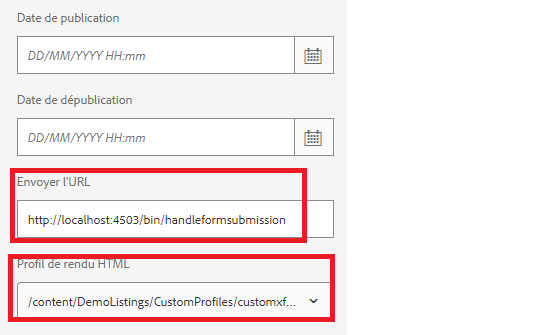 Date de publication
DD/MM/YYYY HH:mm
Date de dépublication
DD/MM/YYYY HH:mm
Envoyer l'URL
http://localhost:4503/bin/handleformsubmission
Profil de rendu HTML
/content/DemoListings/CustomProfiles/customxf...